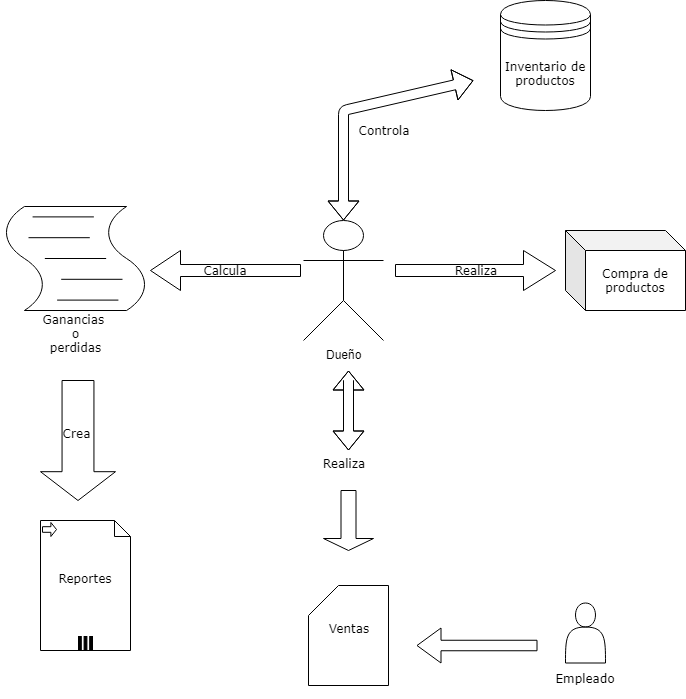 Inventario de
productos
Controla
Calcula
Realiza
Compra de
productos
Ganancias
o
perdidas
Dueño
Crea
Realiza
Reportes
Ventas
Empleado